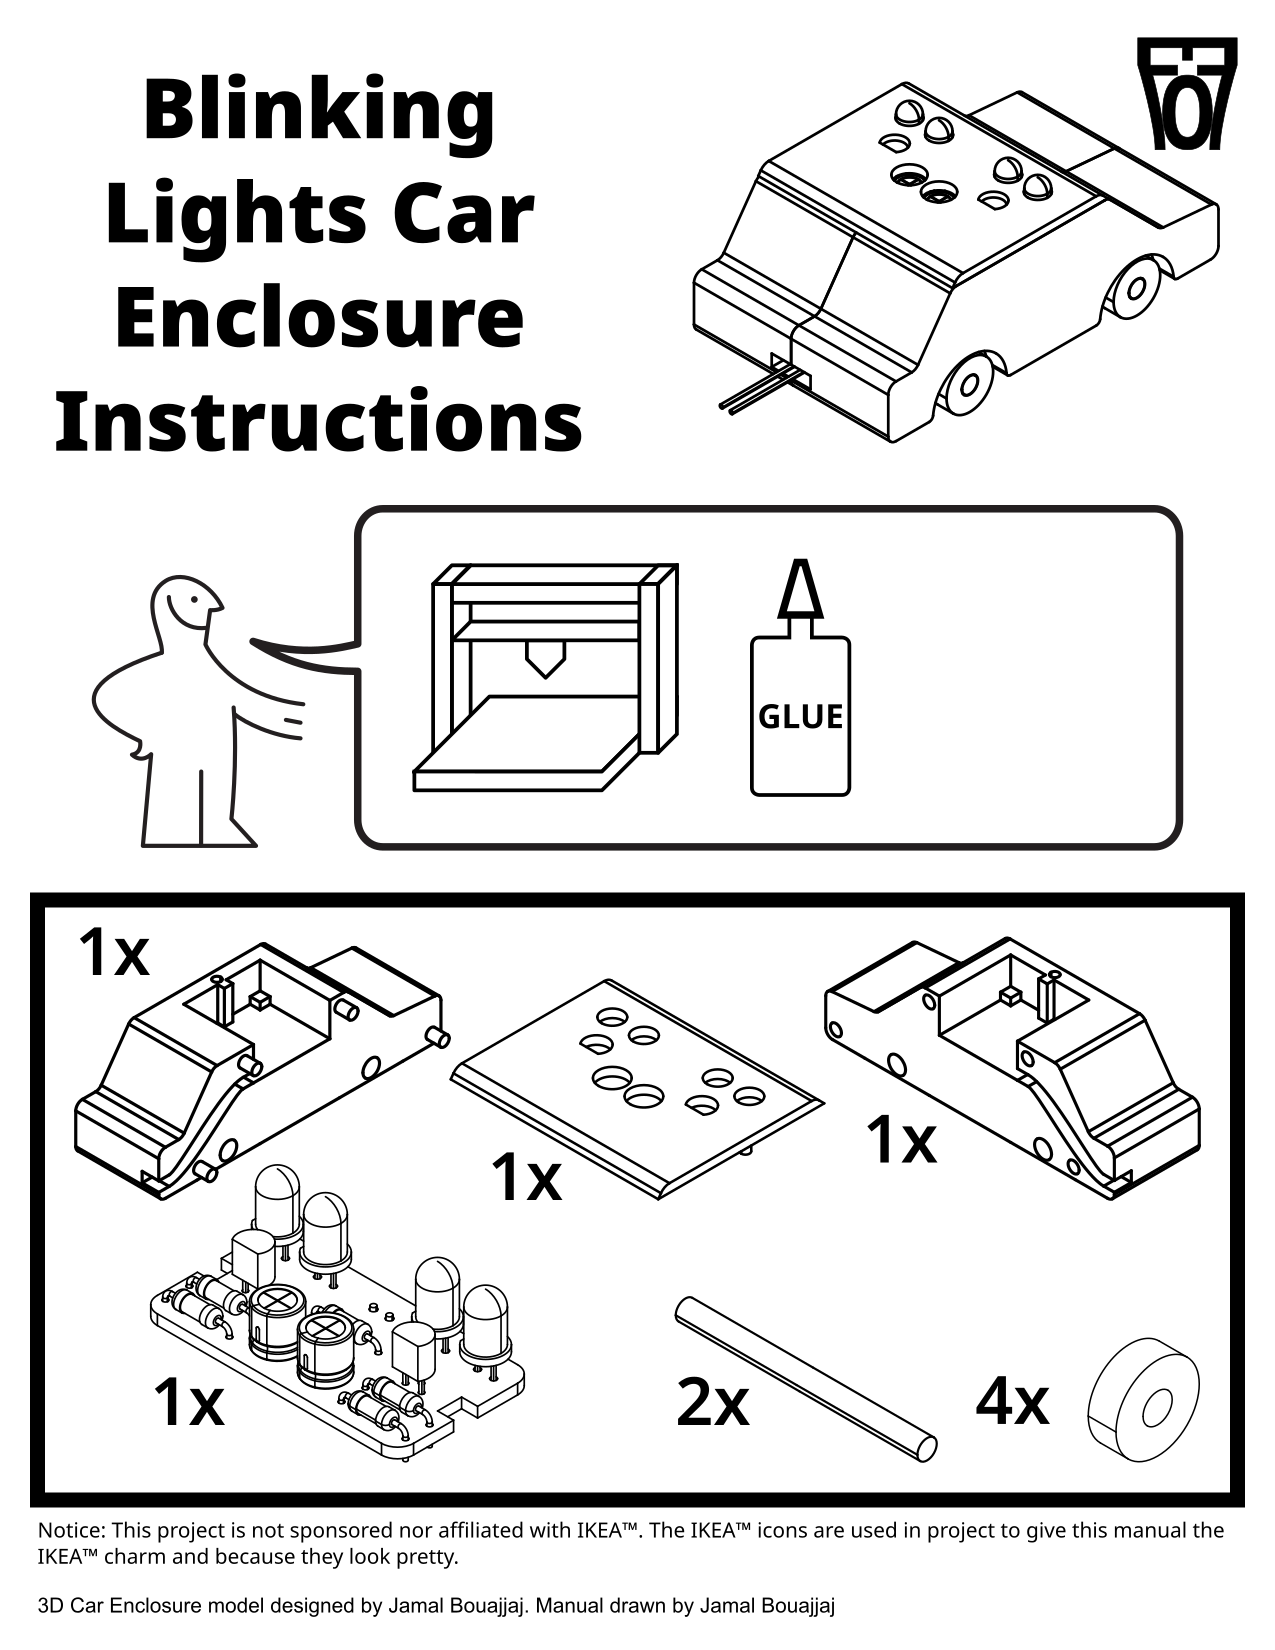 Blinking
Lights Car
Enclosure
Instructions
GLUE
1x
1x
1x
1x
2x
4x
Notice: This project is not sponsored nor affiliated with IKEA™. The IKEA™ icons are used in project to give this manual the
IKEA™ charm and because they look pretty.
3D Car Enclosure model designed by Jamal Bouajjaj. Manual drawn by Jamal Bouajjaj